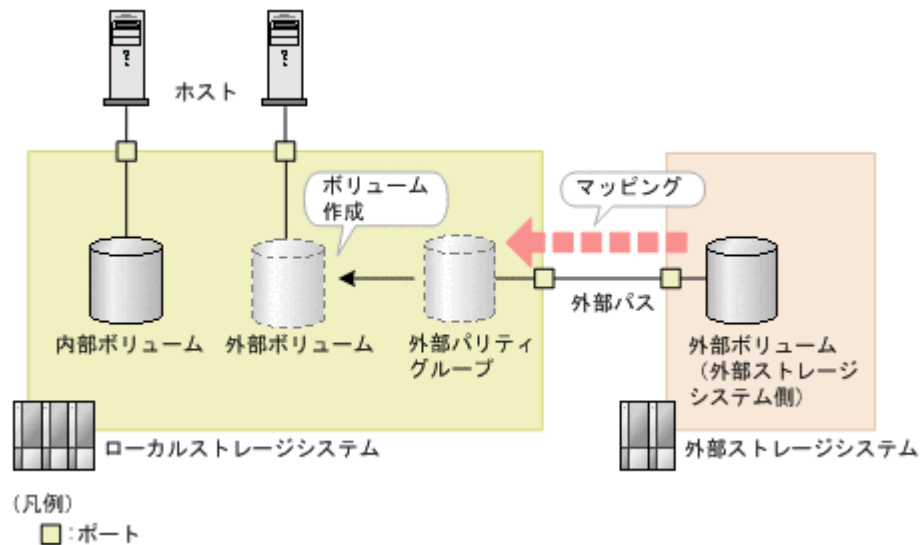 ホスト
ボリューム
作成
マッピング
外部パス
内部ボリューム
外部ボリューム
外部パリティ
グループ
外部ボリューム
（外部ストレージ
システム側）
ローカルストレージシステム
外部ストレージシステム
（凡例）
：ポート